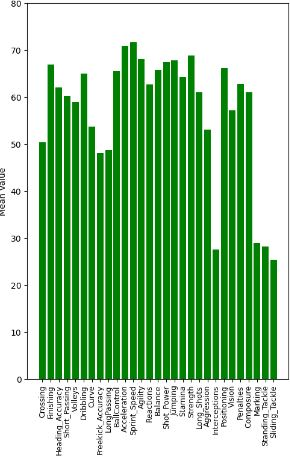 80
70
60
50
40
30
20
10
0
Mean Value
Crossing
Finishing
Heading_Accuracy
Short_Passing
Volleys
Dribbling
Curve
Freekick_Accuracy
LongPassing
BallControl
Acceleration
Sprint_Speed
Agility
Reactions
Balance
Shot_Power
Jumping
Stamina
Strength
Long_Shots
Aggression
Interceptions
Positioning
Vision
Penalties
Composure
Marking
Standing_Tackle
Sliding_Tackle